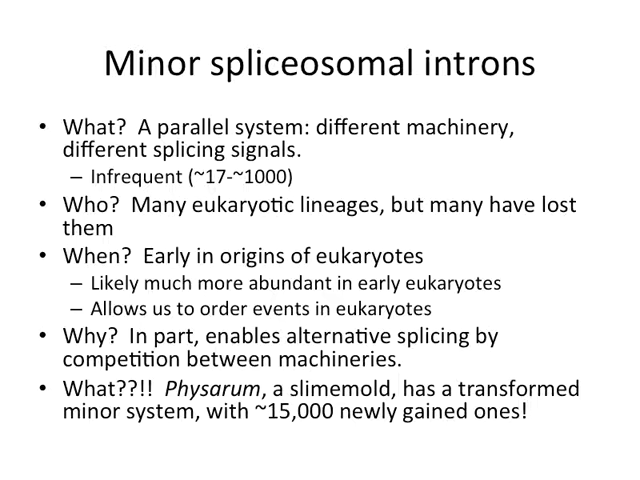 Minor spliceosomal introns
• What?  A parallel system: different machinery,
different splicing signals.
– Infrequent (~17-~1000)
• Who?  Many eukaryotic lineages, but many have lost
them
• When?  Early in origins of eukaryotes
– Likely much more abundant in early eukaryotes
– Allows us to order events in eukaryotes
• Why?  In part, enables alternative splicing by
competition between machineries.
• What??!!  Physarum, a slimemold, has a transformed
minor system, with ~15,000 newly gained ones!